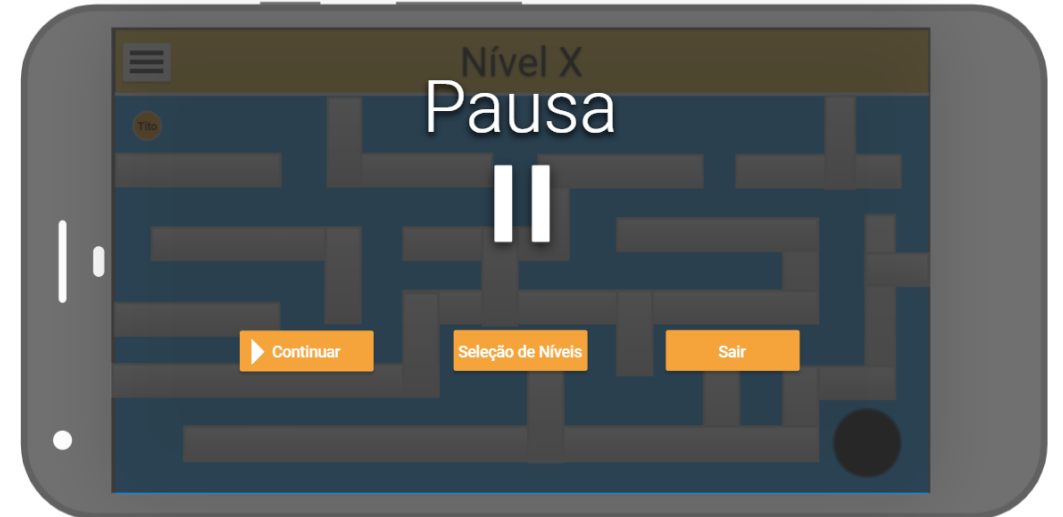 Nível X
Pausa
Tito
Continuar
Seleção de Níveis
Sair